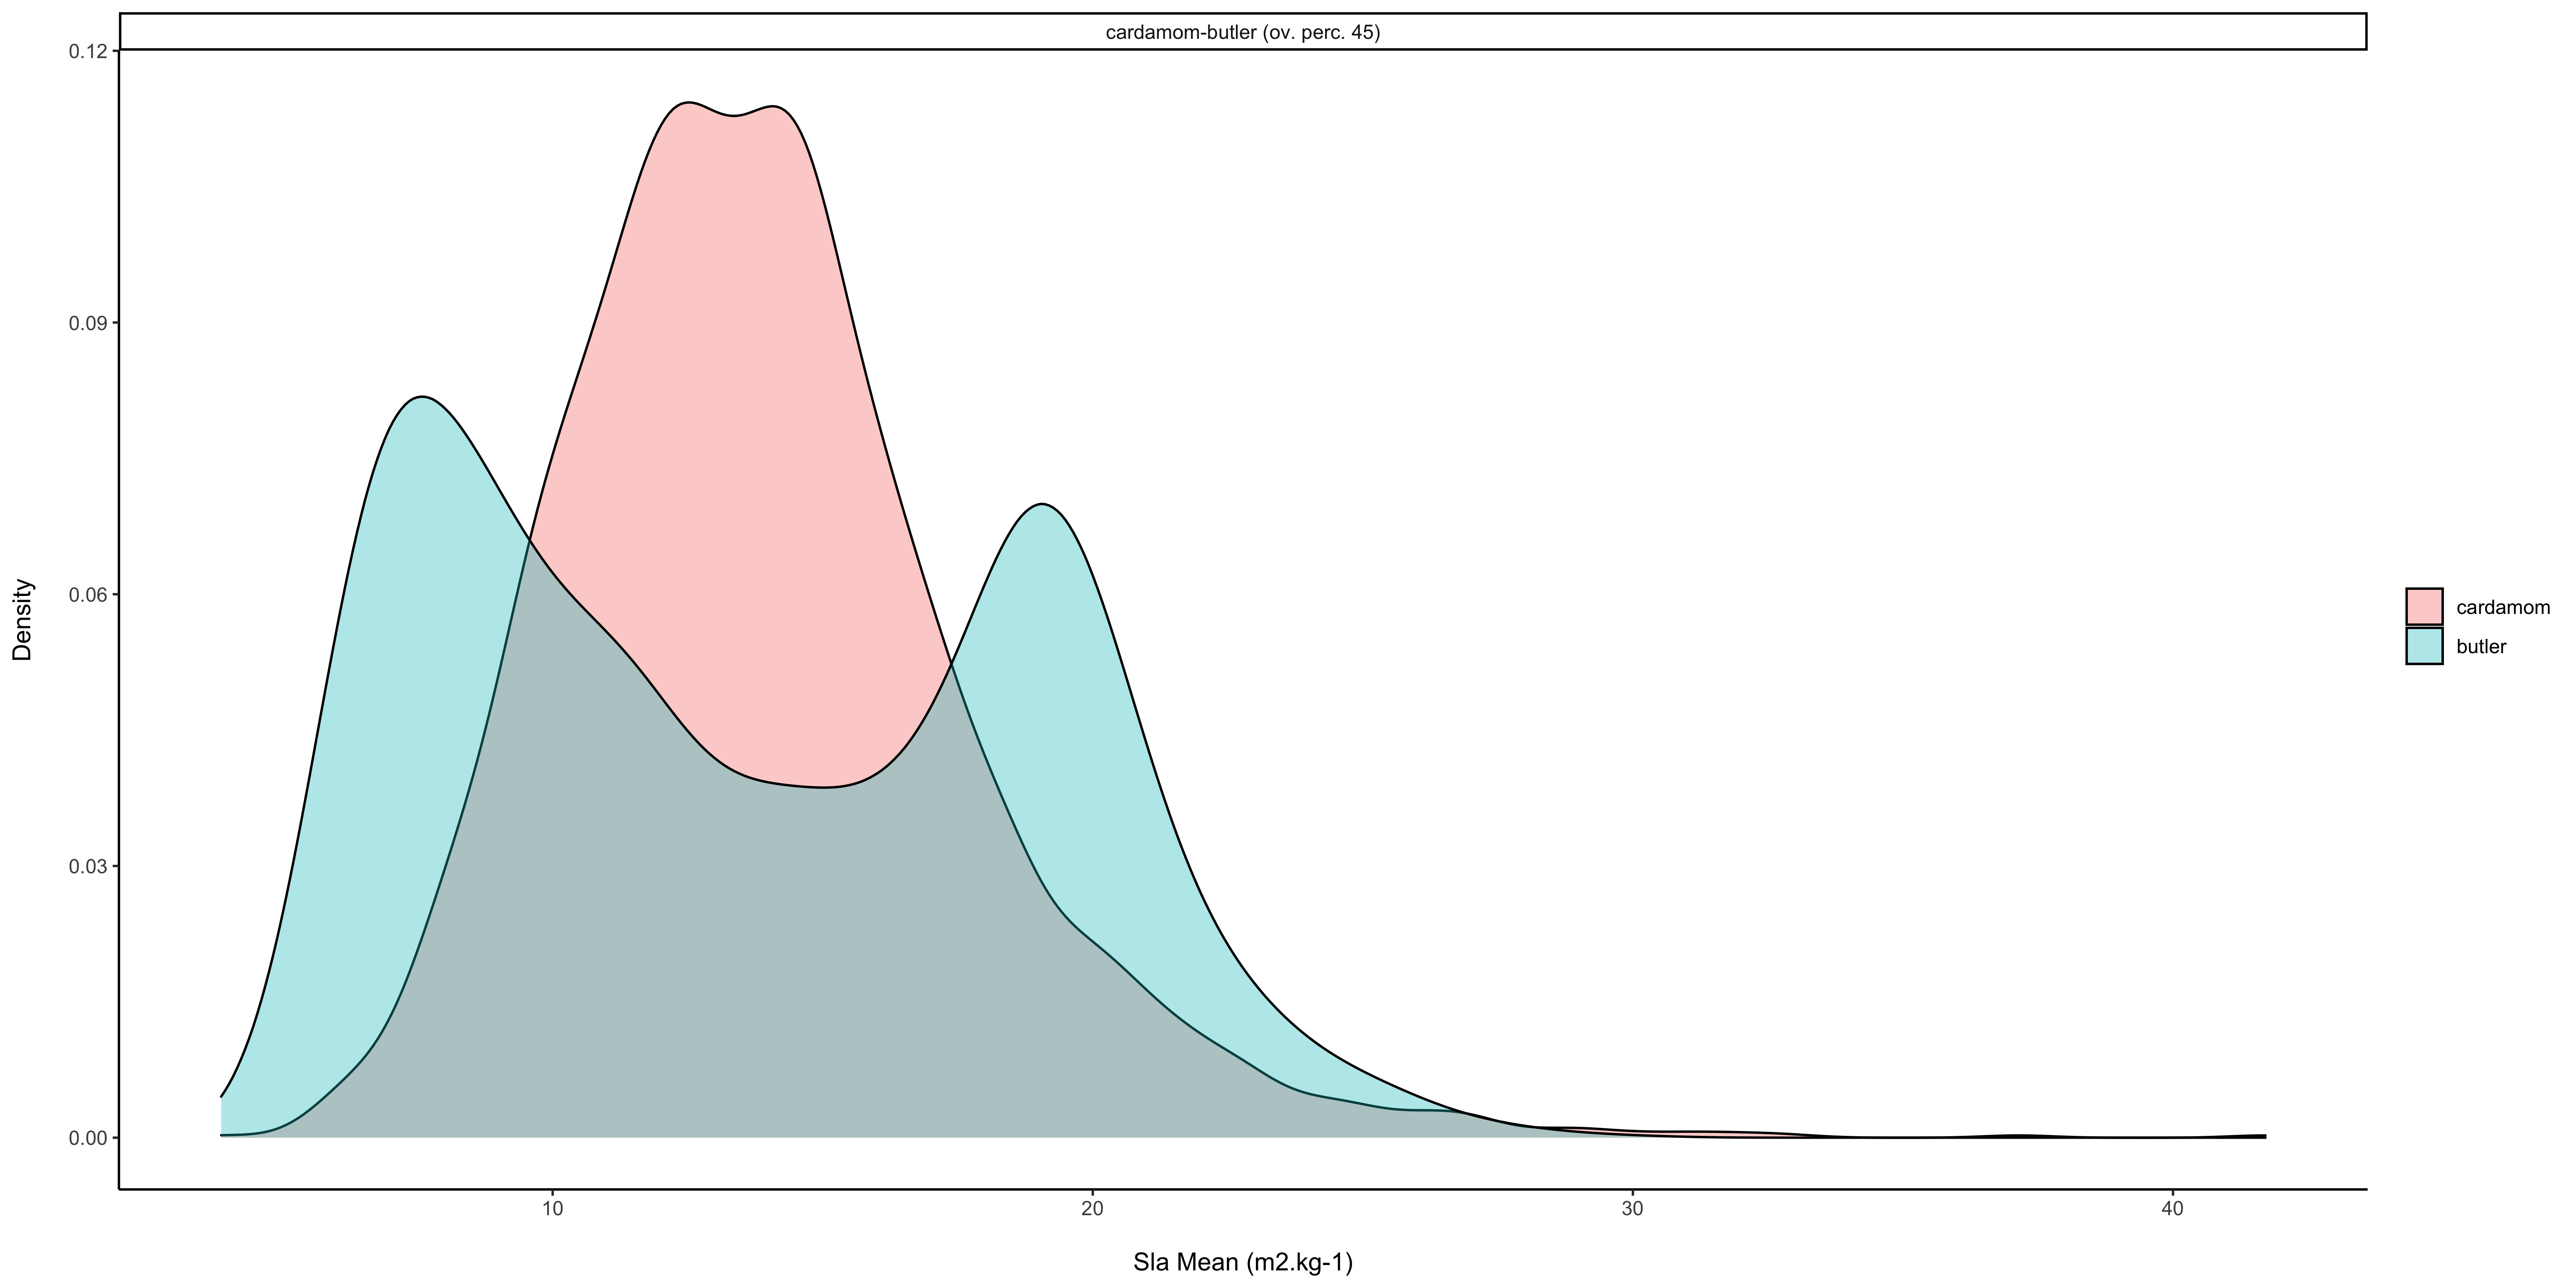 cardamom-butler (ov. perc. 45)
0.12
0.09
0.06
0.03
0.00
Density
10 20 30 40
Sla Mean (m2.kg-1)
cardamom
butler